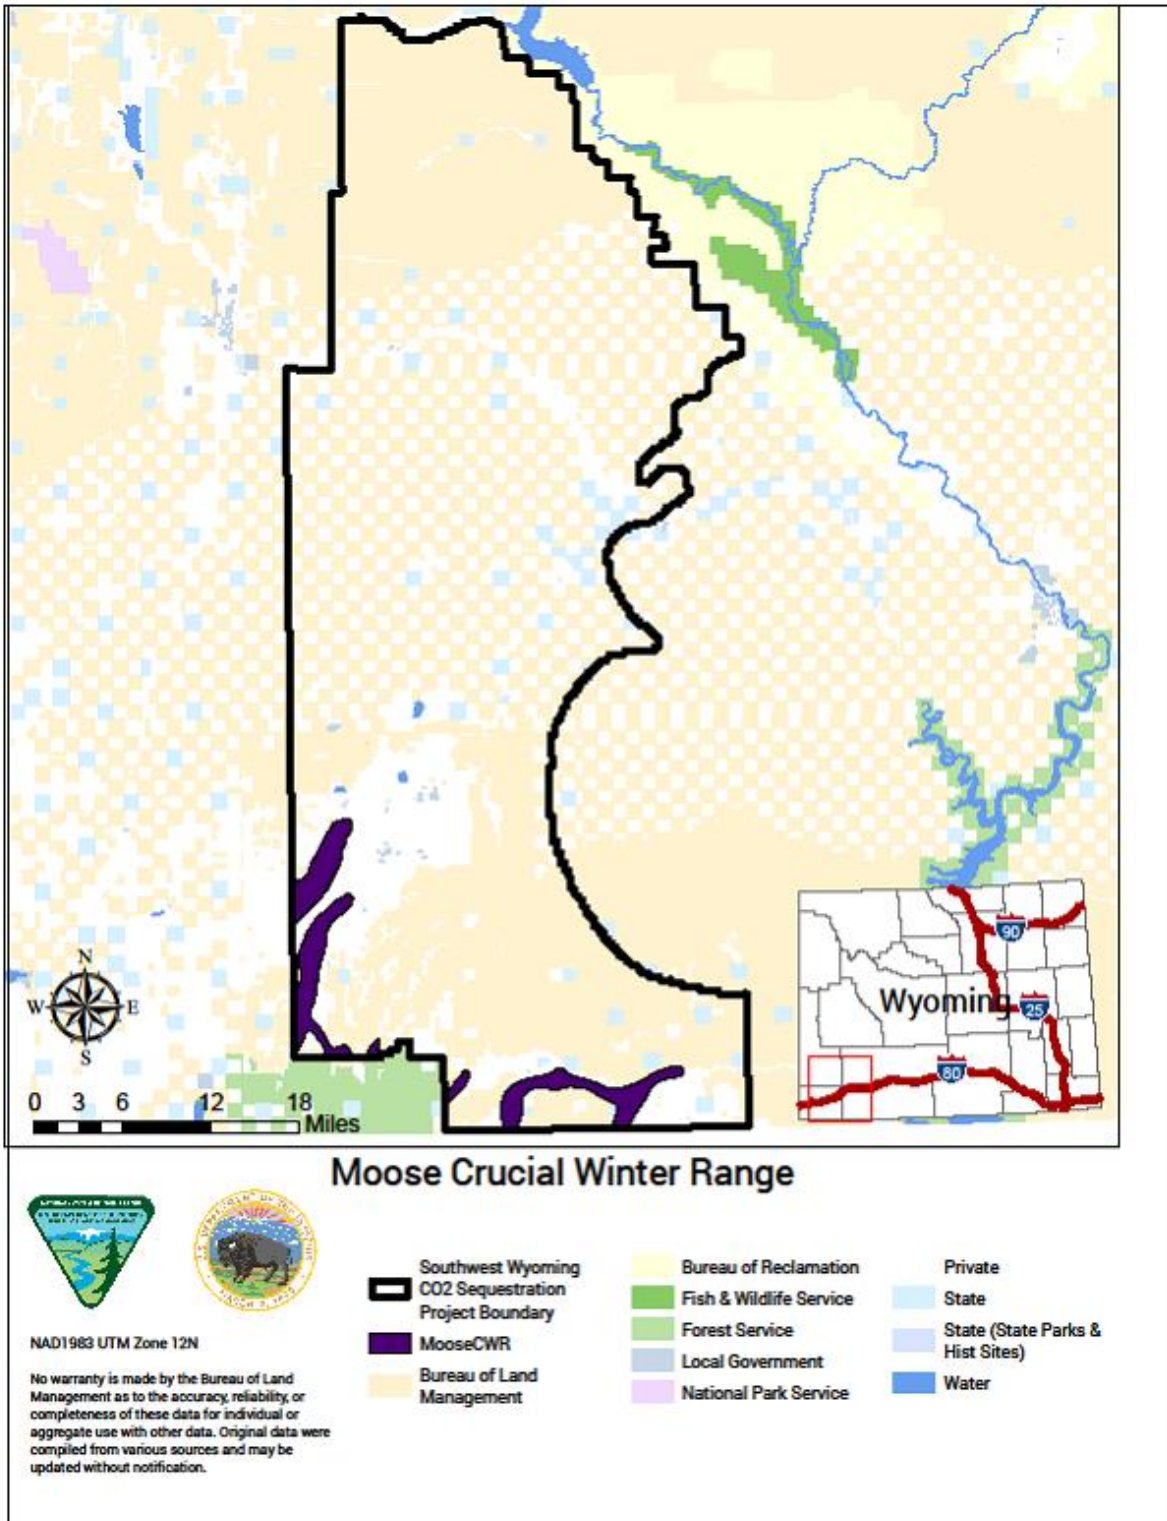 N
W
E
S
0 3 6 12 18
Miles
90
Wyoming
25
80
Moose Crucial Winter Range
Southwest Wyoming
CO2 Sequestration
Project Boundary
MooseCWR
Bureau of Land
Management
Bureau of Reclamation
Fish & Wildlife Service
Forest Service
Local Government
National Park Service
Private
State
State (State Parks &
Hist Sites)
Water
NAD1983 UTM Zone 12N
No warranty is made by the Bureau of Land
Management as to the accuracy, reliability, or
completeness of these data for individual or
aggregate use with other data. Original data were
compiled from various sources and may be
updated without notification.